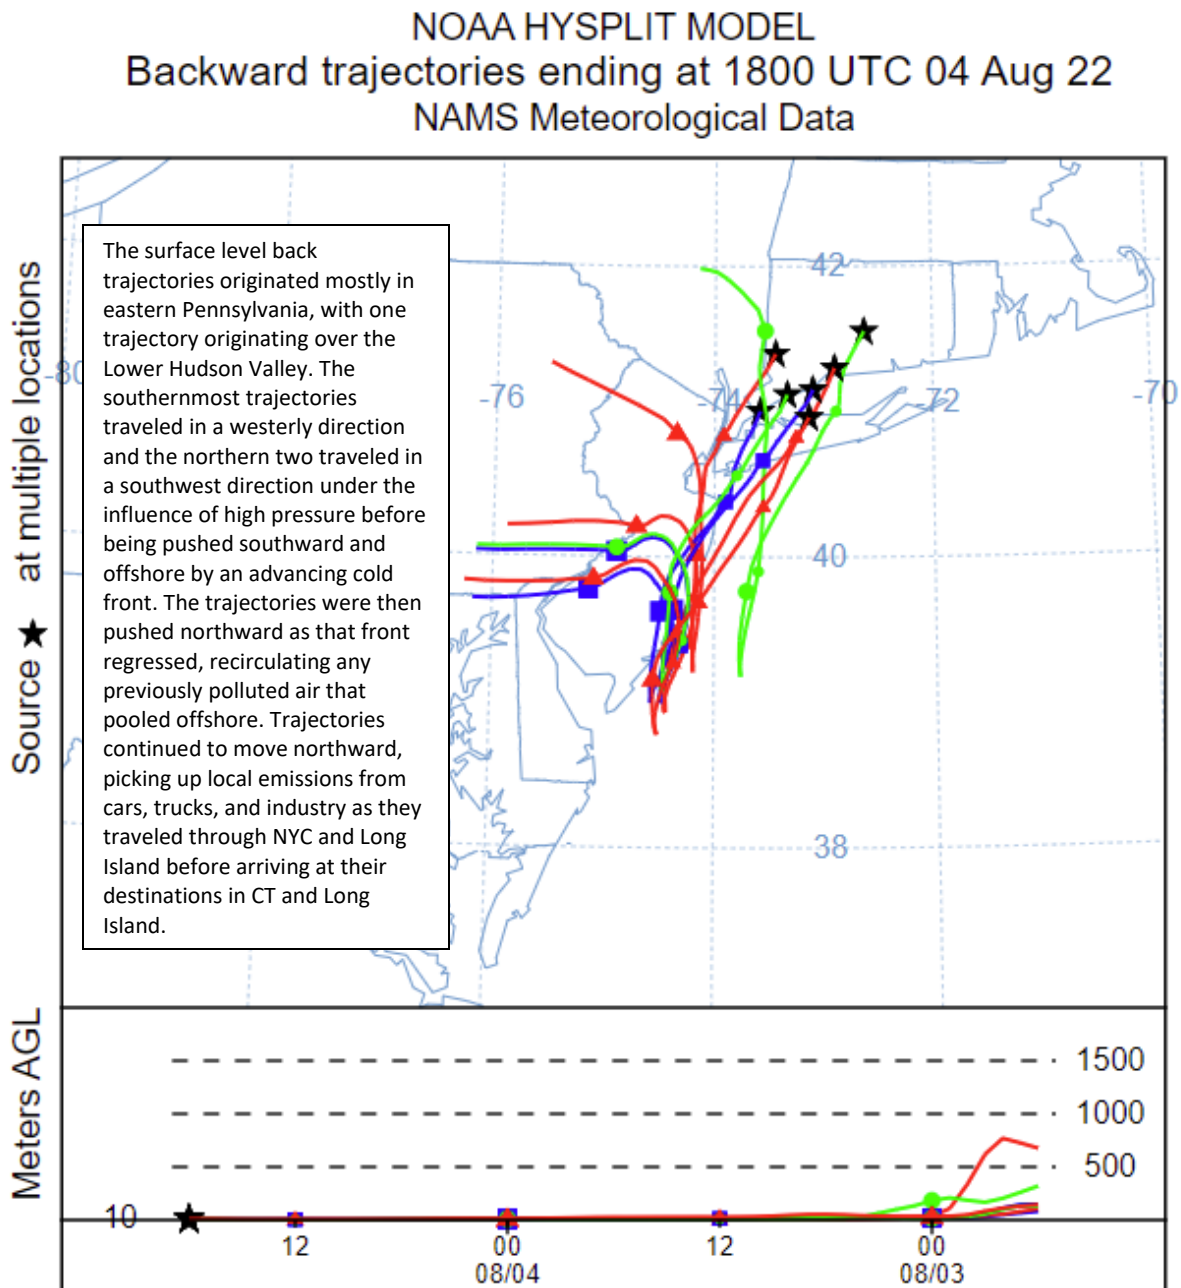 NOAA HYSPLIT MODEL
Backward trajectories ending at 1800 UTC 04 Aug 22
NAMS Meteorological Data
Source ★ at multiple locations
The surface level back
trajectories originated mostly in
eastern Pennsylvania, with one
trajectory originating over the
Lower Hudson Valley. The
southernmost trajectories
traveled in a westerly direction
and the northern two traveled in
a southwest direction under the
influence of high pressure before
being pushed southward and
offshore by an advancing cold
front. The trajectories were then
pushed northward as that front
regressed, recirculating any
previously polluted air that
pooled offshore. Trajectories
continued to move northward,
picking up local emissions from
cars, trucks, and industry as they
traveled through NYC and Long
Island before arriving at their
destinations in CT and Long
Island.
42
-80
-76
-74
-72
-70
40
38
Meters AGL
1500
1000
500
10
12
00
12
00
08/04
08/03